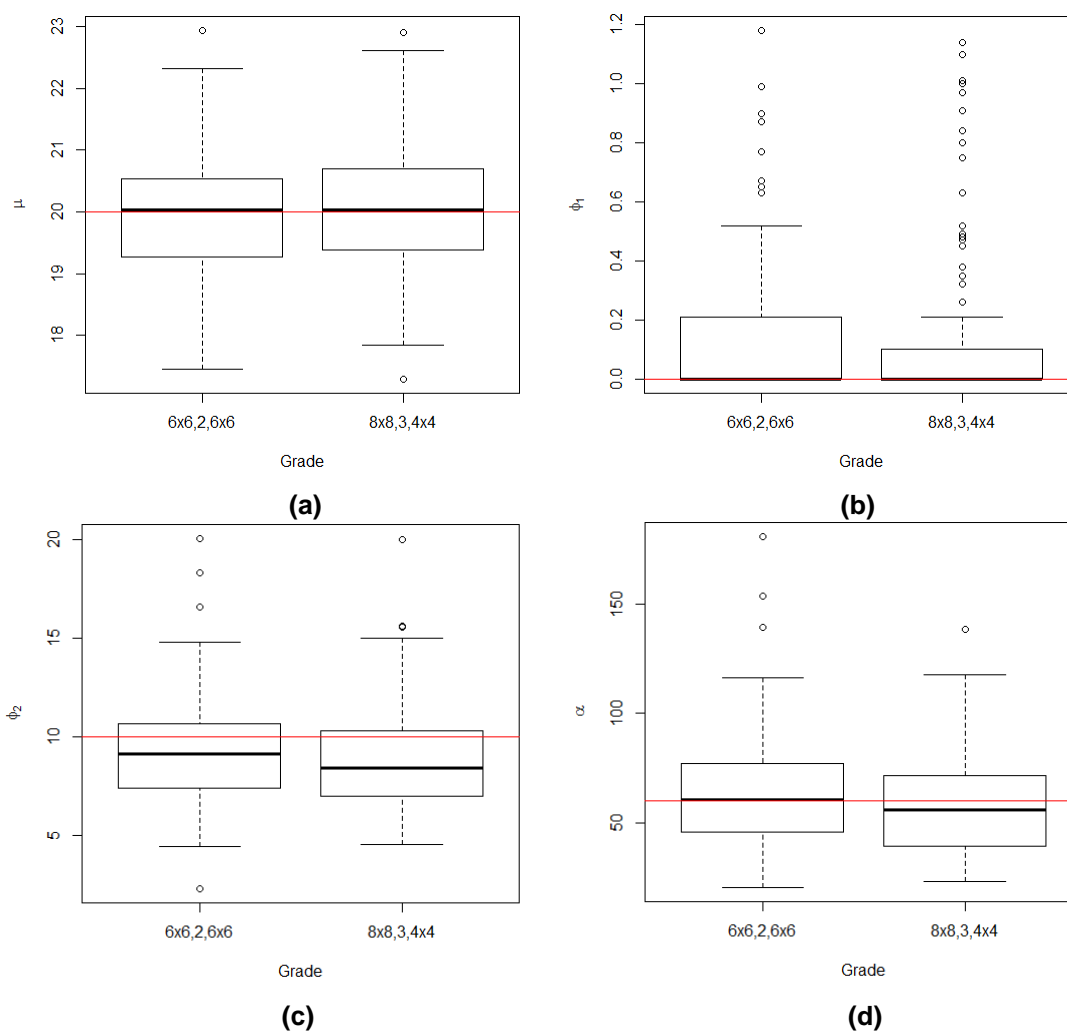 μ
23
22
21
20
19
18
6x6,2,6x6 8x8,3,4x4
Grade
(a)
ϕ1
1.2
1.0
0.8
0.6
0.4
0.2
0.0
6x6,2,6x6 8x8,3,4x4
Grade
(b)
ϕ2
20
15
10
5
6x6,2,6x6 8x8,3,4x4
Grade
(c)
α
150
100
50
6x6,2,6x6 8x8,3,4x4
Grade
(d)